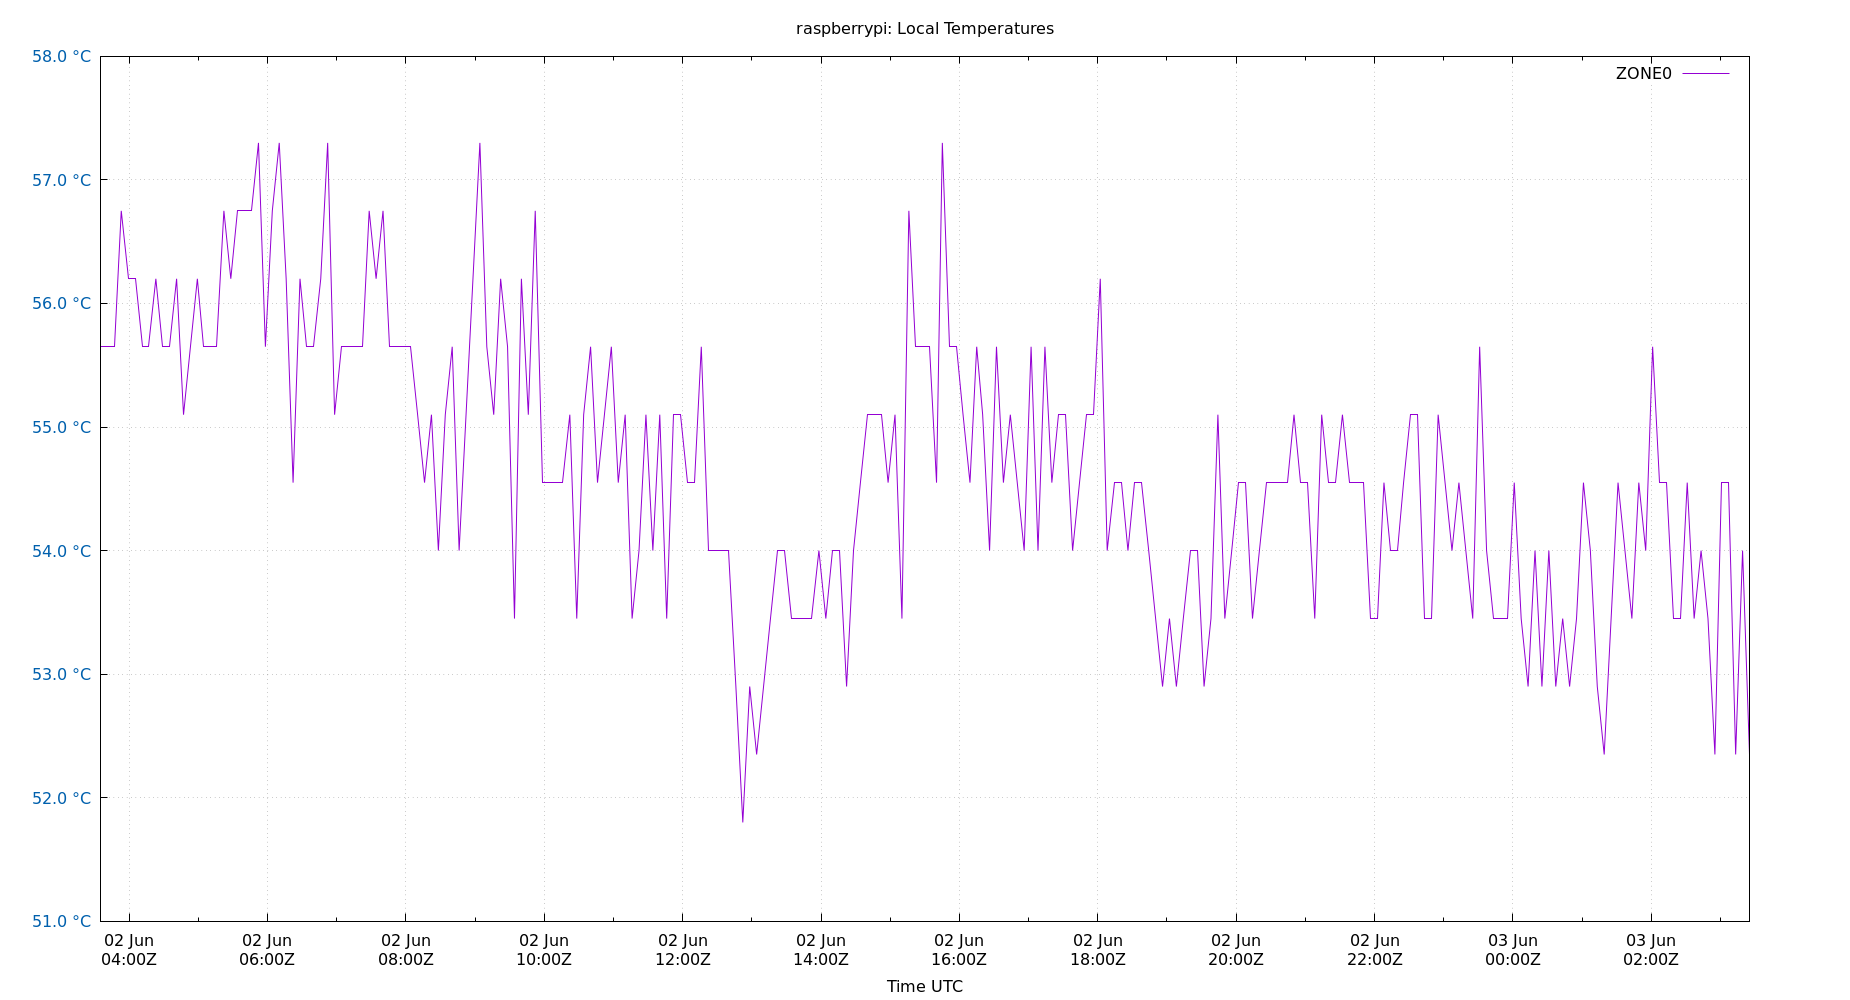 raspberrypi: Local Temperatures
58.0 °C
ZONE0
57.0 °C
56.0 °C
55.0 °C
54.0 °C
53.0 °C
52.0 °C
51.0 °C
02 Jun 02 Jun 02 Jun 02 Jun 02 Jun 02 Jun 02 Jun 02 Jun 02 Jun 02 Jun 03 Jun 03 Jun
04:00Z 06:00Z 08:00Z 10:00Z 12:00Z 14:00Z 16:00Z 18:00Z 20:00Z 22:00Z 00:00Z 02:00Z
Time UTC